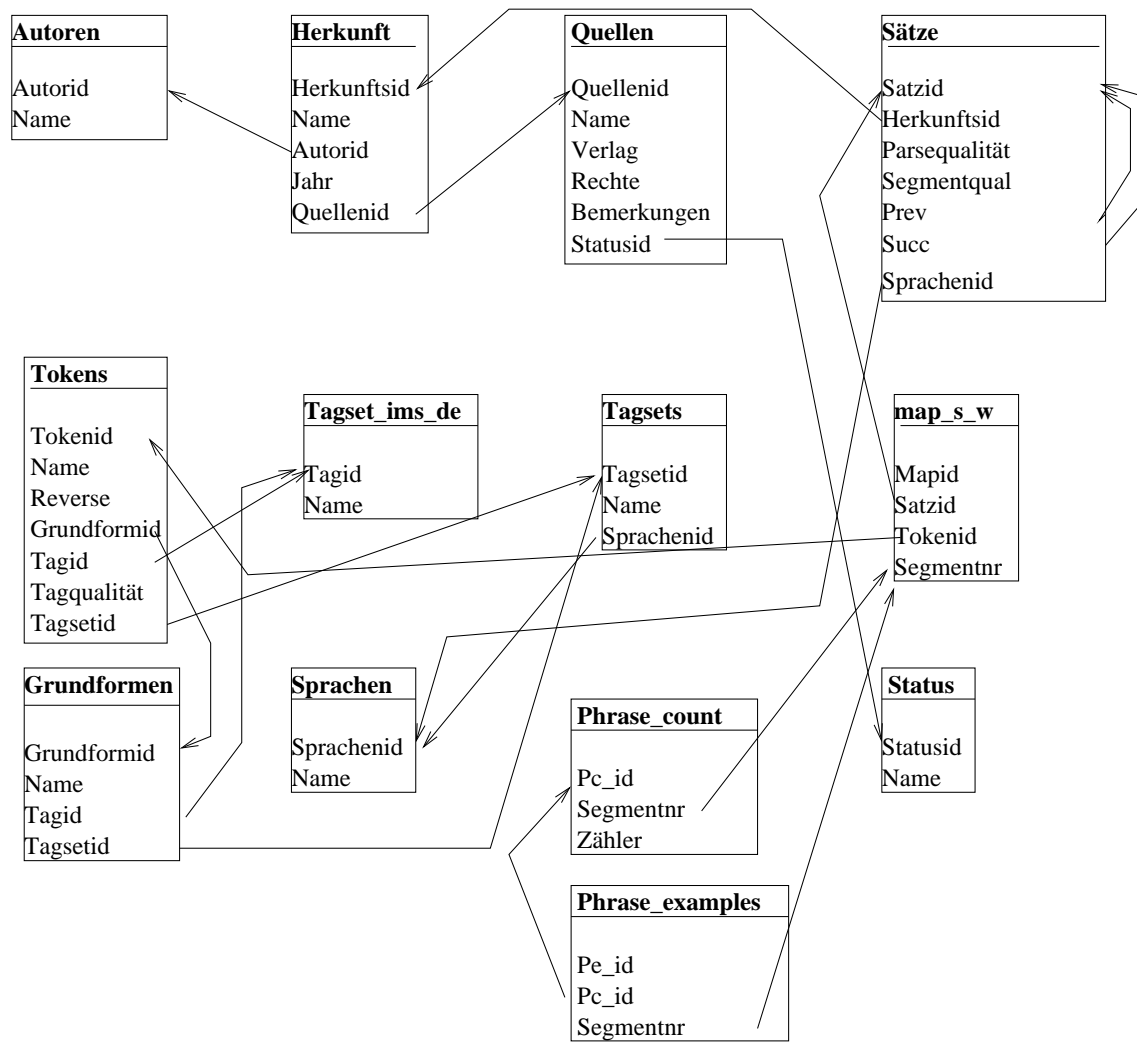 Autoren
Autorid
Name
Herkunft
Herkunftsid
Name
Autorid
Jahr
Quellenid
Quellen
Quellenid
Name
Verlag
Rechte
Bemerkungen
Statusid
Sätze
Satzid
Herkunftsid
Parsequalität
Segmentqual
Prev
Succ
Sprachenid
Tokens
Tokenid
Name
Reverse
Grundformid
Tagid
Tagqualität
Tagsetid
Tagset_ims_de
Tagid
Name
Tagsets
Tagsetid
Name
Sprachenid
map_s_w
Mapid
Satzid
Tokenid
Segmentnr
Grundformen
Grundformid
Name
Tagid
Tagsetid
Sprachen
Sprachenid
Name
Phrase_count
Pc_id
Segmentnr
Zähler
Status
Statusid
Name
Phrase_examples
Pe_id
Pc_id
Segmentnr